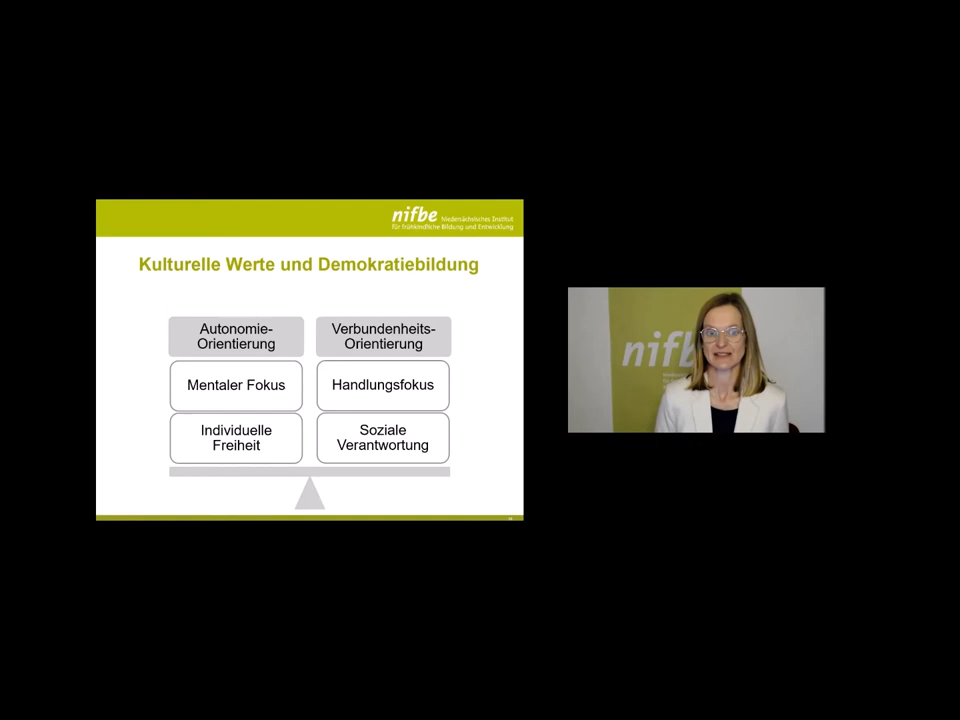 nifbe Niedersächsisches Institut
für frühkindliche Bildung und Entwicklung
Kulturelle Werte und Demokratiebildung
Autonomie-
Orientierung
Verbundenheits-
Orientierung
Mentaler Fokus
Handlungsfokus
Individuelle
Freiheit
Soziale
Verantwortung
nifb